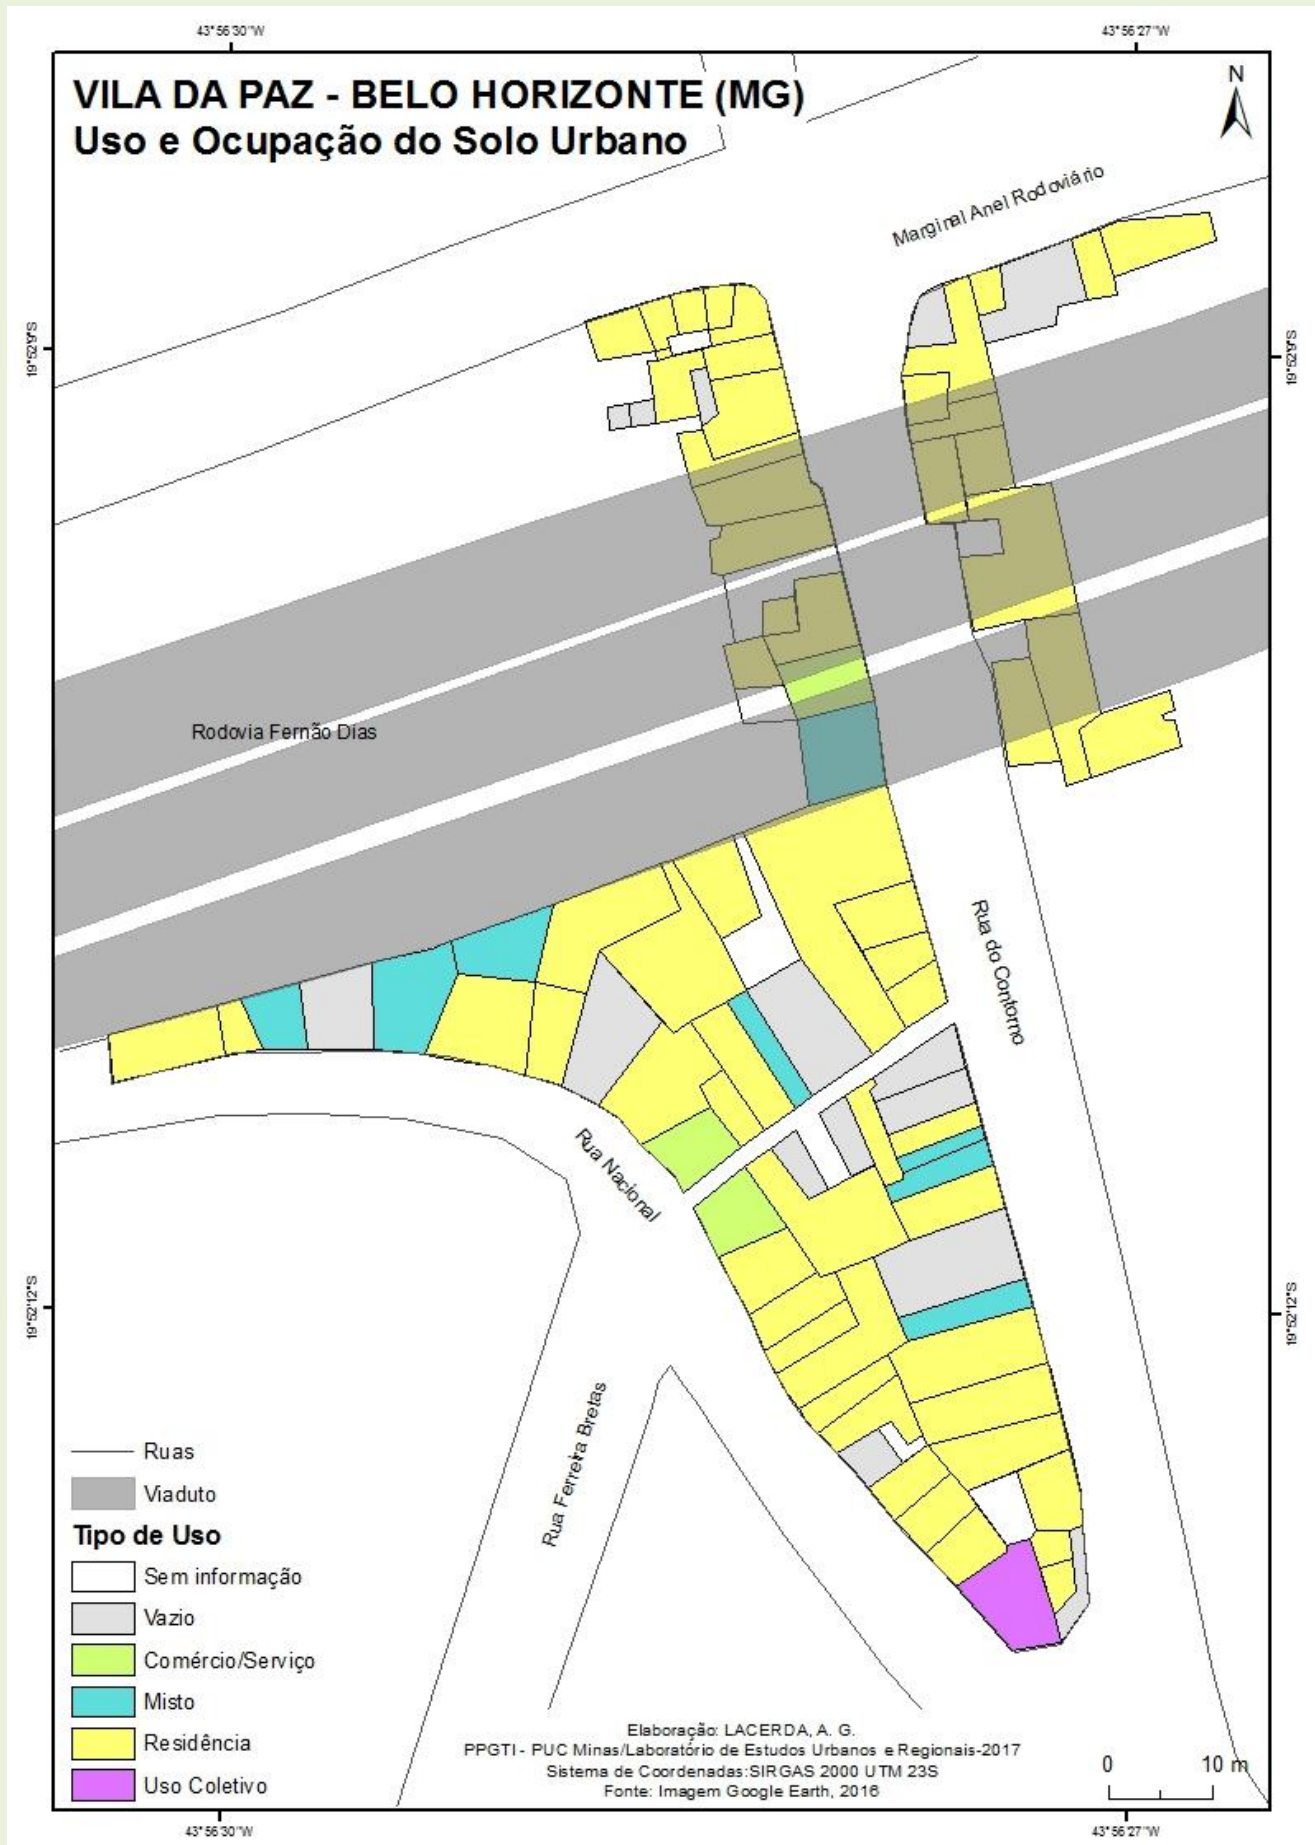 43°56'30"W
43°56'27"W
VILA DA PAZ - BELO HORIZONTE (MG)
Uso e Ocupação do Solo Urbano
N
Marginal Anel Rodoviário
19°52'9"S
19°52'9"S
Rodovia Fernão Dias
Rua do Contorno
Rua Nacional
19°52'12"S
19°52'12"S
Rua Ferreira Bretas
Ruas
Viaduto
Tipo de Uso
Sem informação
Vazio
Comércio/Serviço
Misto
Residência
Uso Coletivo
Elaboração: LACERDA, A. G.
PPGTI - PUC Minas/Laboratório de Estudos Urbanos e Regionais-2017
Sistema de Coordenadas:SIRGAS 2000 UTM 23S
Fonte: Imagem Google Earth, 2016
0 10 m
43°56'30"W
43°56'27"W